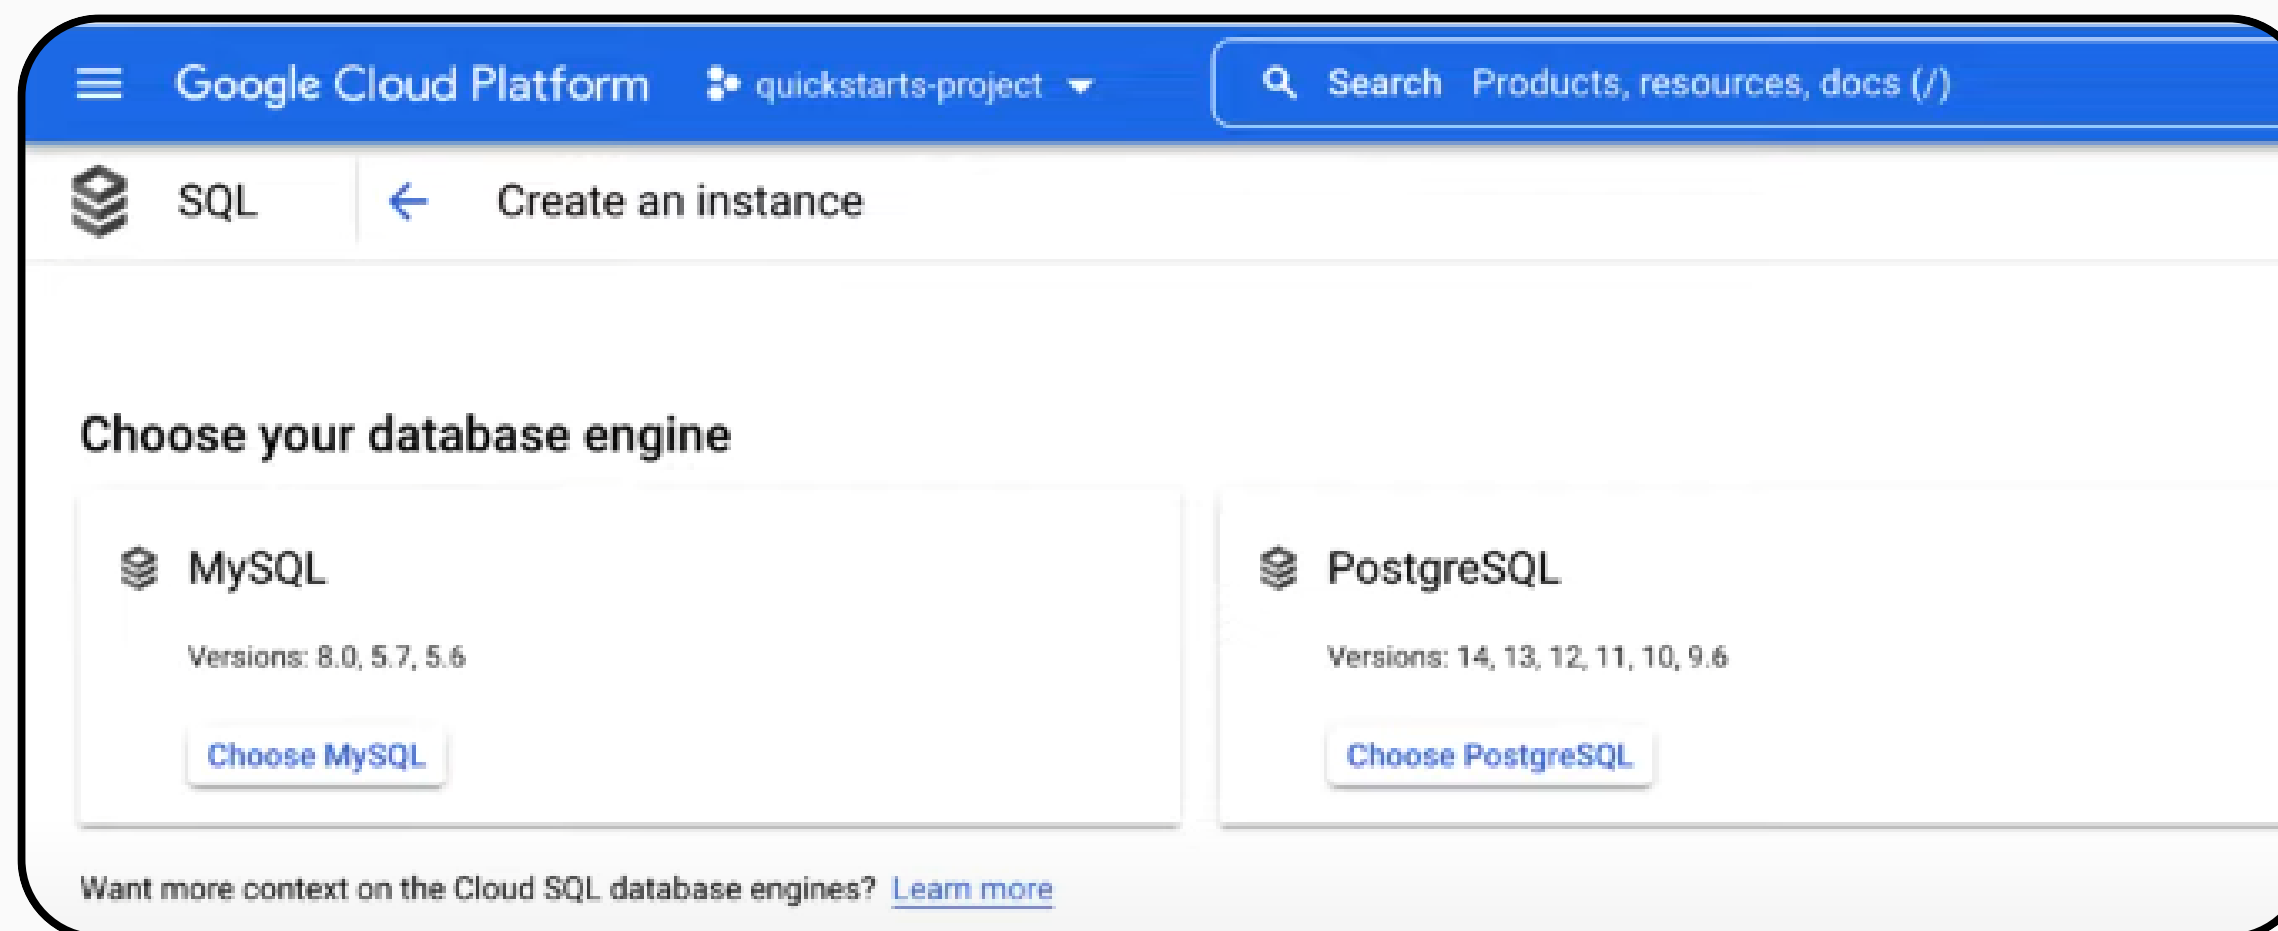 Google Cloud Platform quickstarts-project Search Products, resources, docs (/)
SQL Create an instance
Choose your database engine
MySQL
Versions: 8.0, 5.7, 5.6
Choose MySQL
PostgreSQL
Versions: 14, 13, 12, 11, 10, 9.6
Choose PostgreSQL
Want more context on the Cloud SQL database engines? Learn more